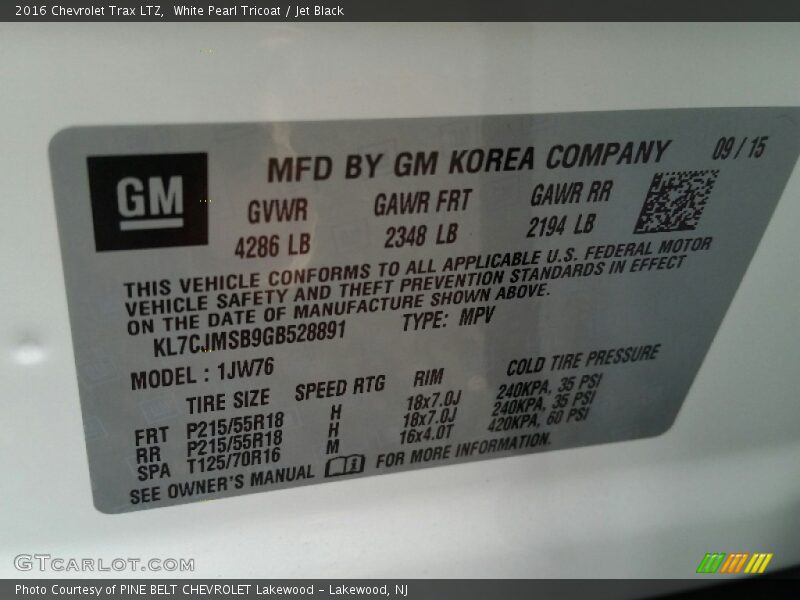 2016 Chevrolet Trax LTZ, White Pearl Tricoat / Jet Black
GM
MFD BY GM KOREA COMPANY 09 / 15
GVWR GAWR FRT GAWR RR
4286 LB 2348 LB 2194 LB
THIS VEHICLE CONFORMS TO ALL APPLICABLE U.S. FEDERAL MOTOR
VEHICLE SAFETY AND THEFT PREVENTION STANDARDS IN EFFECT
ON THE DATE OF MANUFACTURE SHOWN ABOVE.
KL7CJMSB9GB528891 TYPE: MPV
MODEL : 1JW76
TIRE SIZE SPEED RTG RIM COLD TIRE PRESSURE
FRT P215/55R18 H 18x7.0J 240KPA, 35 PSI
RR P215/55R18 H 18x7.0J 240KPA, 35 PSI
SPA T125/70R16 M 16x4.0T 420KPA, 60 PSI
SEE OWNER'S MANUAL FOR MORE INFORMATION.
GTCARLOT.COM
Photo Courtesy of PINE BELT CHEVROLET Lakewood - Lakewood, NJ